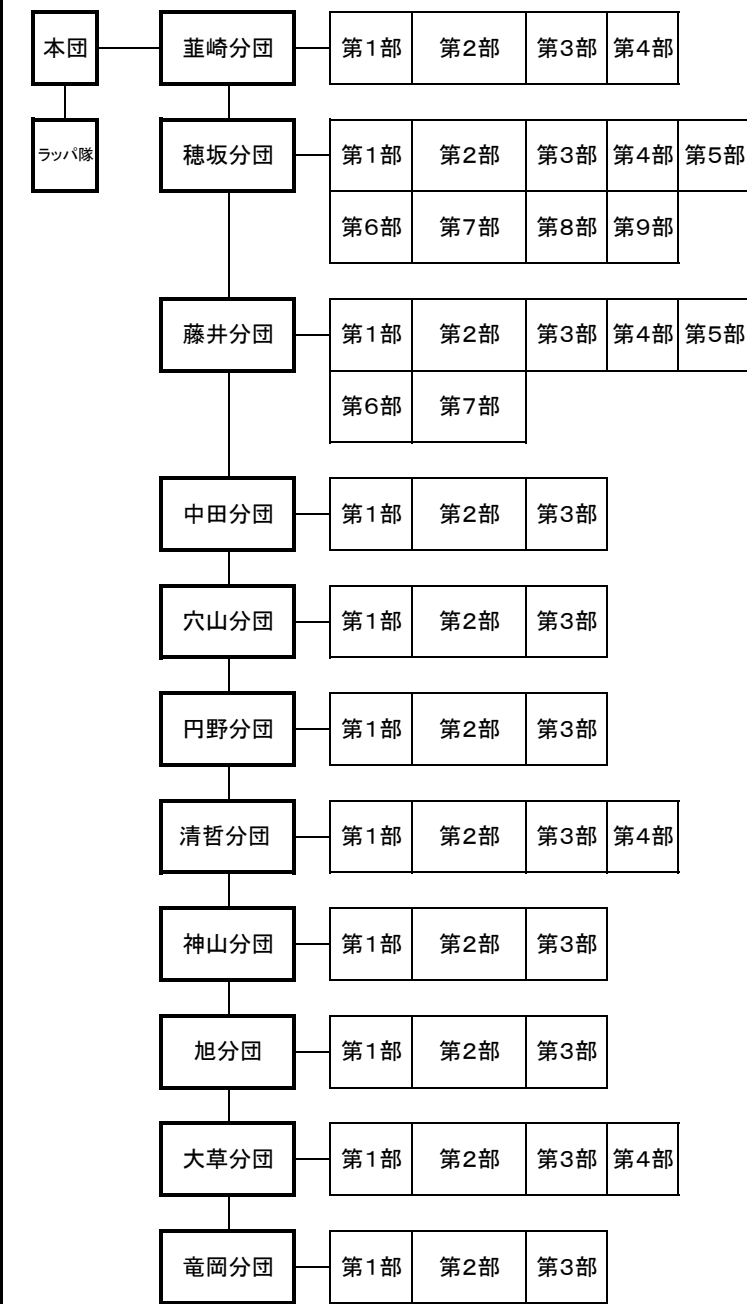 本団 韮崎分団 第1部 第2部 第3部 第4部
ラッパ隊 穂坂分団 第1部 第2部 第3部 第4部 第5部
第6部 第7部 第8部 第9部
藤井分団 第1部 第2部 第3部 第4部 第5部
第6部 第7部
中田分団 第1部 第2部 第3部
穴山分団 第1部 第2部 第3部
円野分団 第1部 第2部 第3部
清哲分団 第1部 第2部 第3部 第4部
神山分団 第1部 第2部 第3部
旭分団 第1部 第2部 第3部
大草分団 第1部 第2部 第3部 第4部
竜岡分団 第1部 第2部 第3部